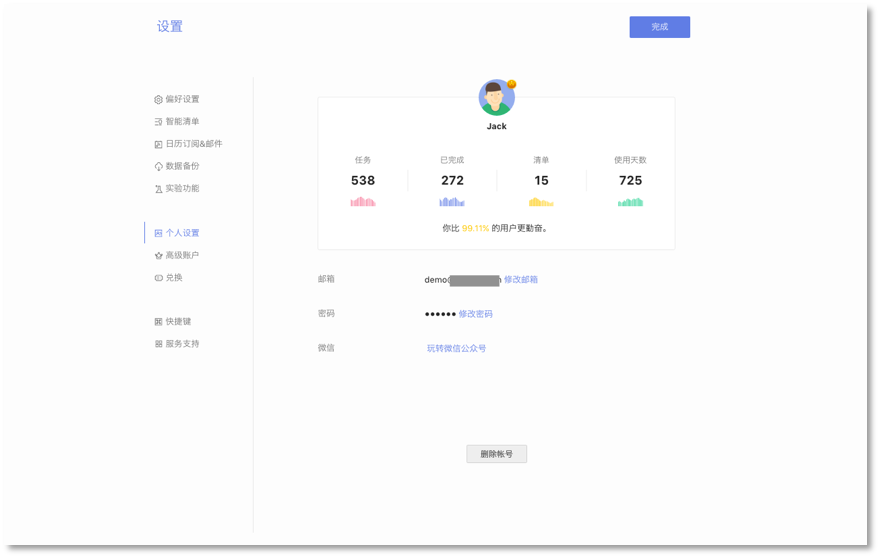 设置
完成
偏好设置
智能清单
日历订阅&邮件
数据备份
实验功能
个人设置
高级账户
兑换
快捷键
服务支持
Jack
任务 已完成 清单 使用天数
538 272 15 725
你比 99.11% 的用户更勤奋。
邮箱 demo 修改邮箱
密码 •••••• 修改密码
微信 玩转微信公众号
删除帐号